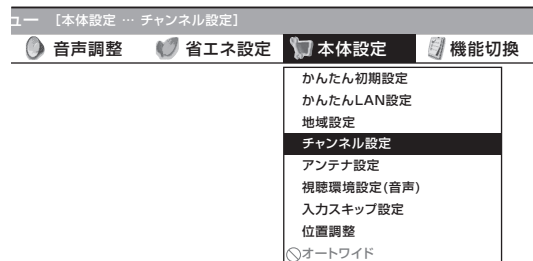 ュー [本体設定 … チャンネル設定]
音声調整 省エネ設定 本体設定 機能切換
かんたん初期設定
かんたんLAN設定
地域設定
チャンネル設定
アンテナ設定
視聴環境設定(音声)
入力スキップ設定
位置調整
オートワイド